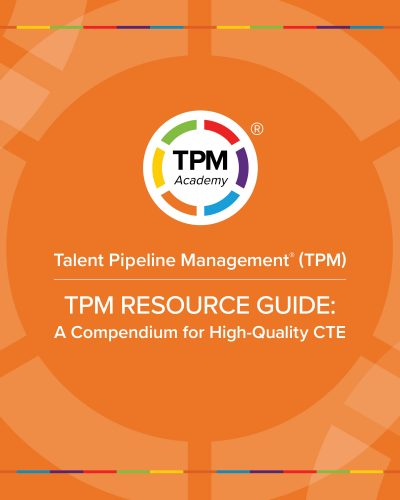 TPM
Academy
®
Talent Pipeline Management® (TPM)
TPM RESOURCE GUIDE:
A Compendium for High-Quality CTE